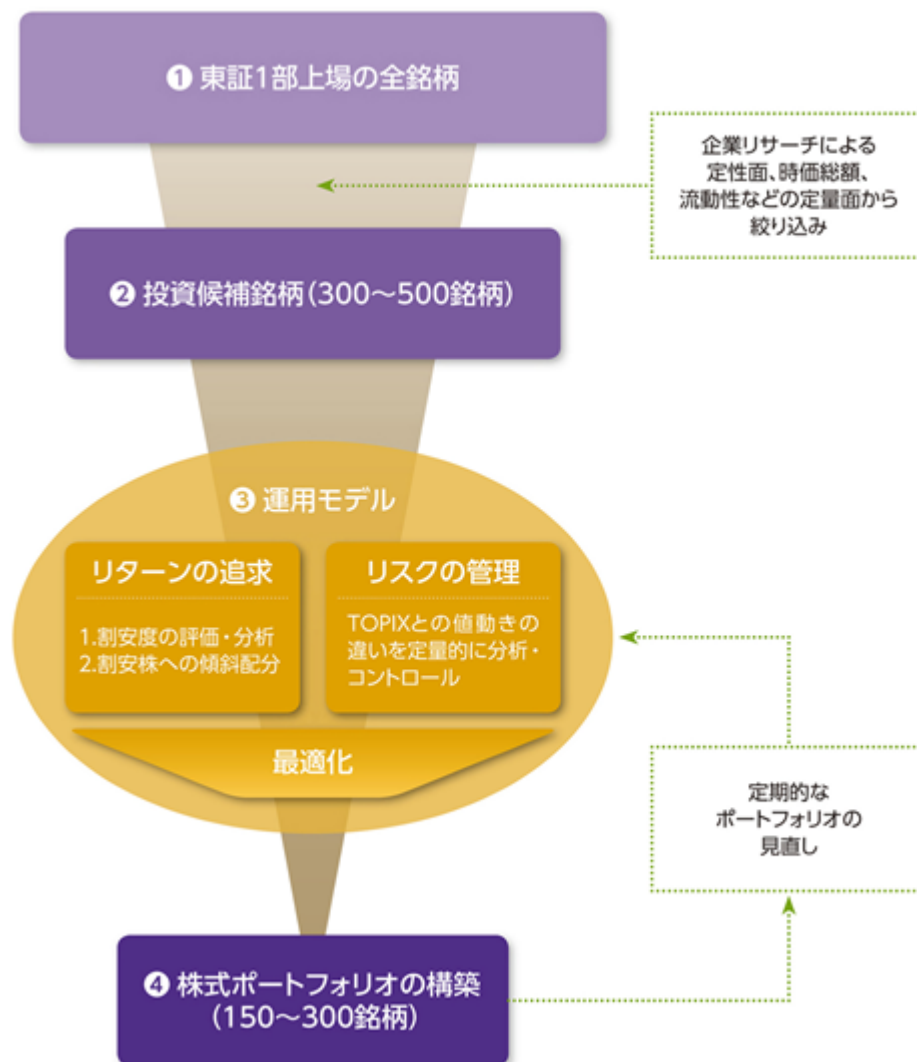 ❶ 東証1部上場の全銘柄
企業リサーチによる
定性面、時価総額、
流動性などの定量面から
絞り込み
❷ 投資候補銘柄(300〜500銘柄)
❸ 運用モデル
リターンの追求
1.割安度の評価・分析
2.割安株への傾斜配分
リスクの管理
TOPIXとの値動きの
違いを定量的に分析・
コントロール
最適化
定期的な
ポートフォリオの
見直し
❹ 株式ポートフォリオの構築
(150〜300銘柄)